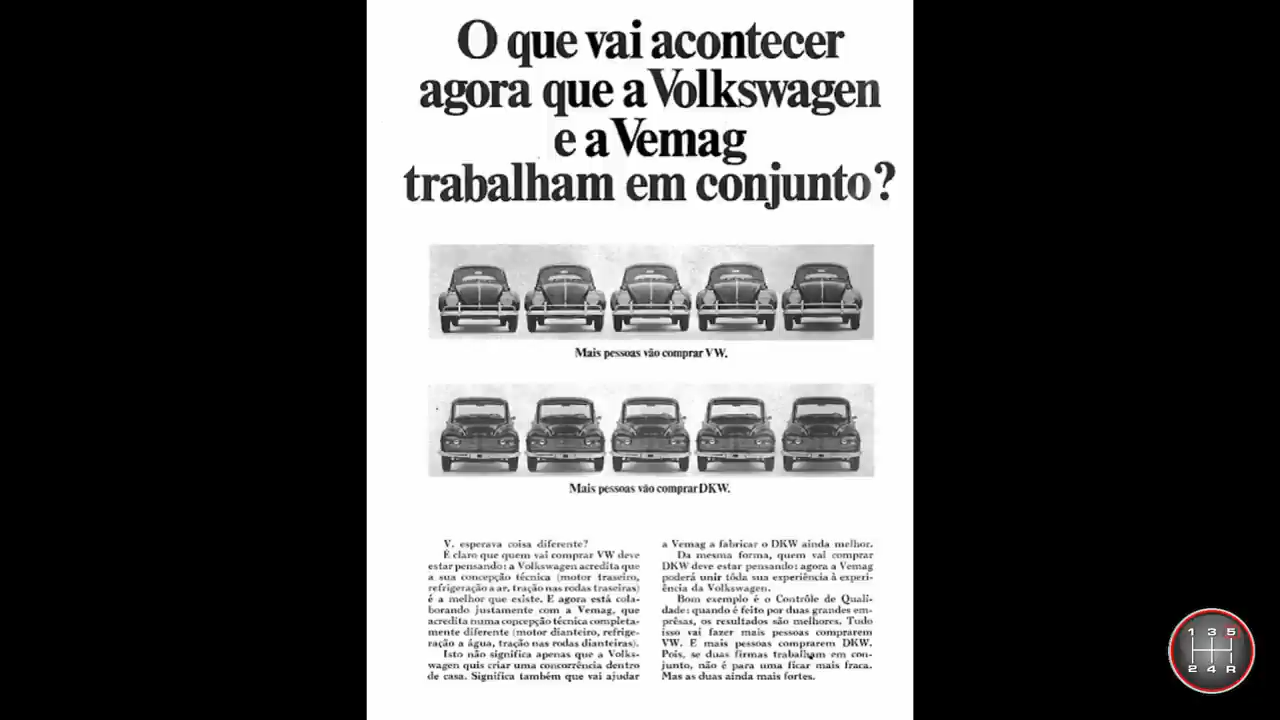 O que vai acontecer
agora que a Volkswagen
e a Vemag
trabalham em conjunto?
Mais pessoas vão comprar VW.
Mais pessoas vão comprar DKW.
V. esperava coisa diferente?
É claro que quem vai comprar VW deve
estar pensando: a Volkswagen acredita que
a sua concepção técnica (motor traseiro,
refrigeração a ar, tração nas rodas traseiras)
é a melhor que existe. E agora está cola-
borando justamente com a Vemag, que
acredita numa concepção técnica completa-
mente diferente (motor dianteiro, refrige-
ração a água, tração nas rodas dianteiras).
Isto não significa apenas que a Volks-
wagen quis criar uma concorrência dentro
de casa. Significa também que vai ajudar
a Vemag a fabricar o DKW ainda melhor.
Da mesma forma, quem vai comprar
DKW deve estar pensando: agora a Vemag
poderá unir tôda sua experiência à experi-
ência da Volkswagen.
Bom exemplo é o Contrôle de Quali-
dade: quando é feito por duas grandes em-
prêsas, os resultados são melhores. Tudo
isso vai fazer mais pessoas comprarem
VW. E mais pessoas comprarem DKW.
Pois, se duas firmas trabalham em con-
junto, não é para uma ficar mais fraca.
Mas as duas ainda mais fortes.
1 3 5
2 4 R